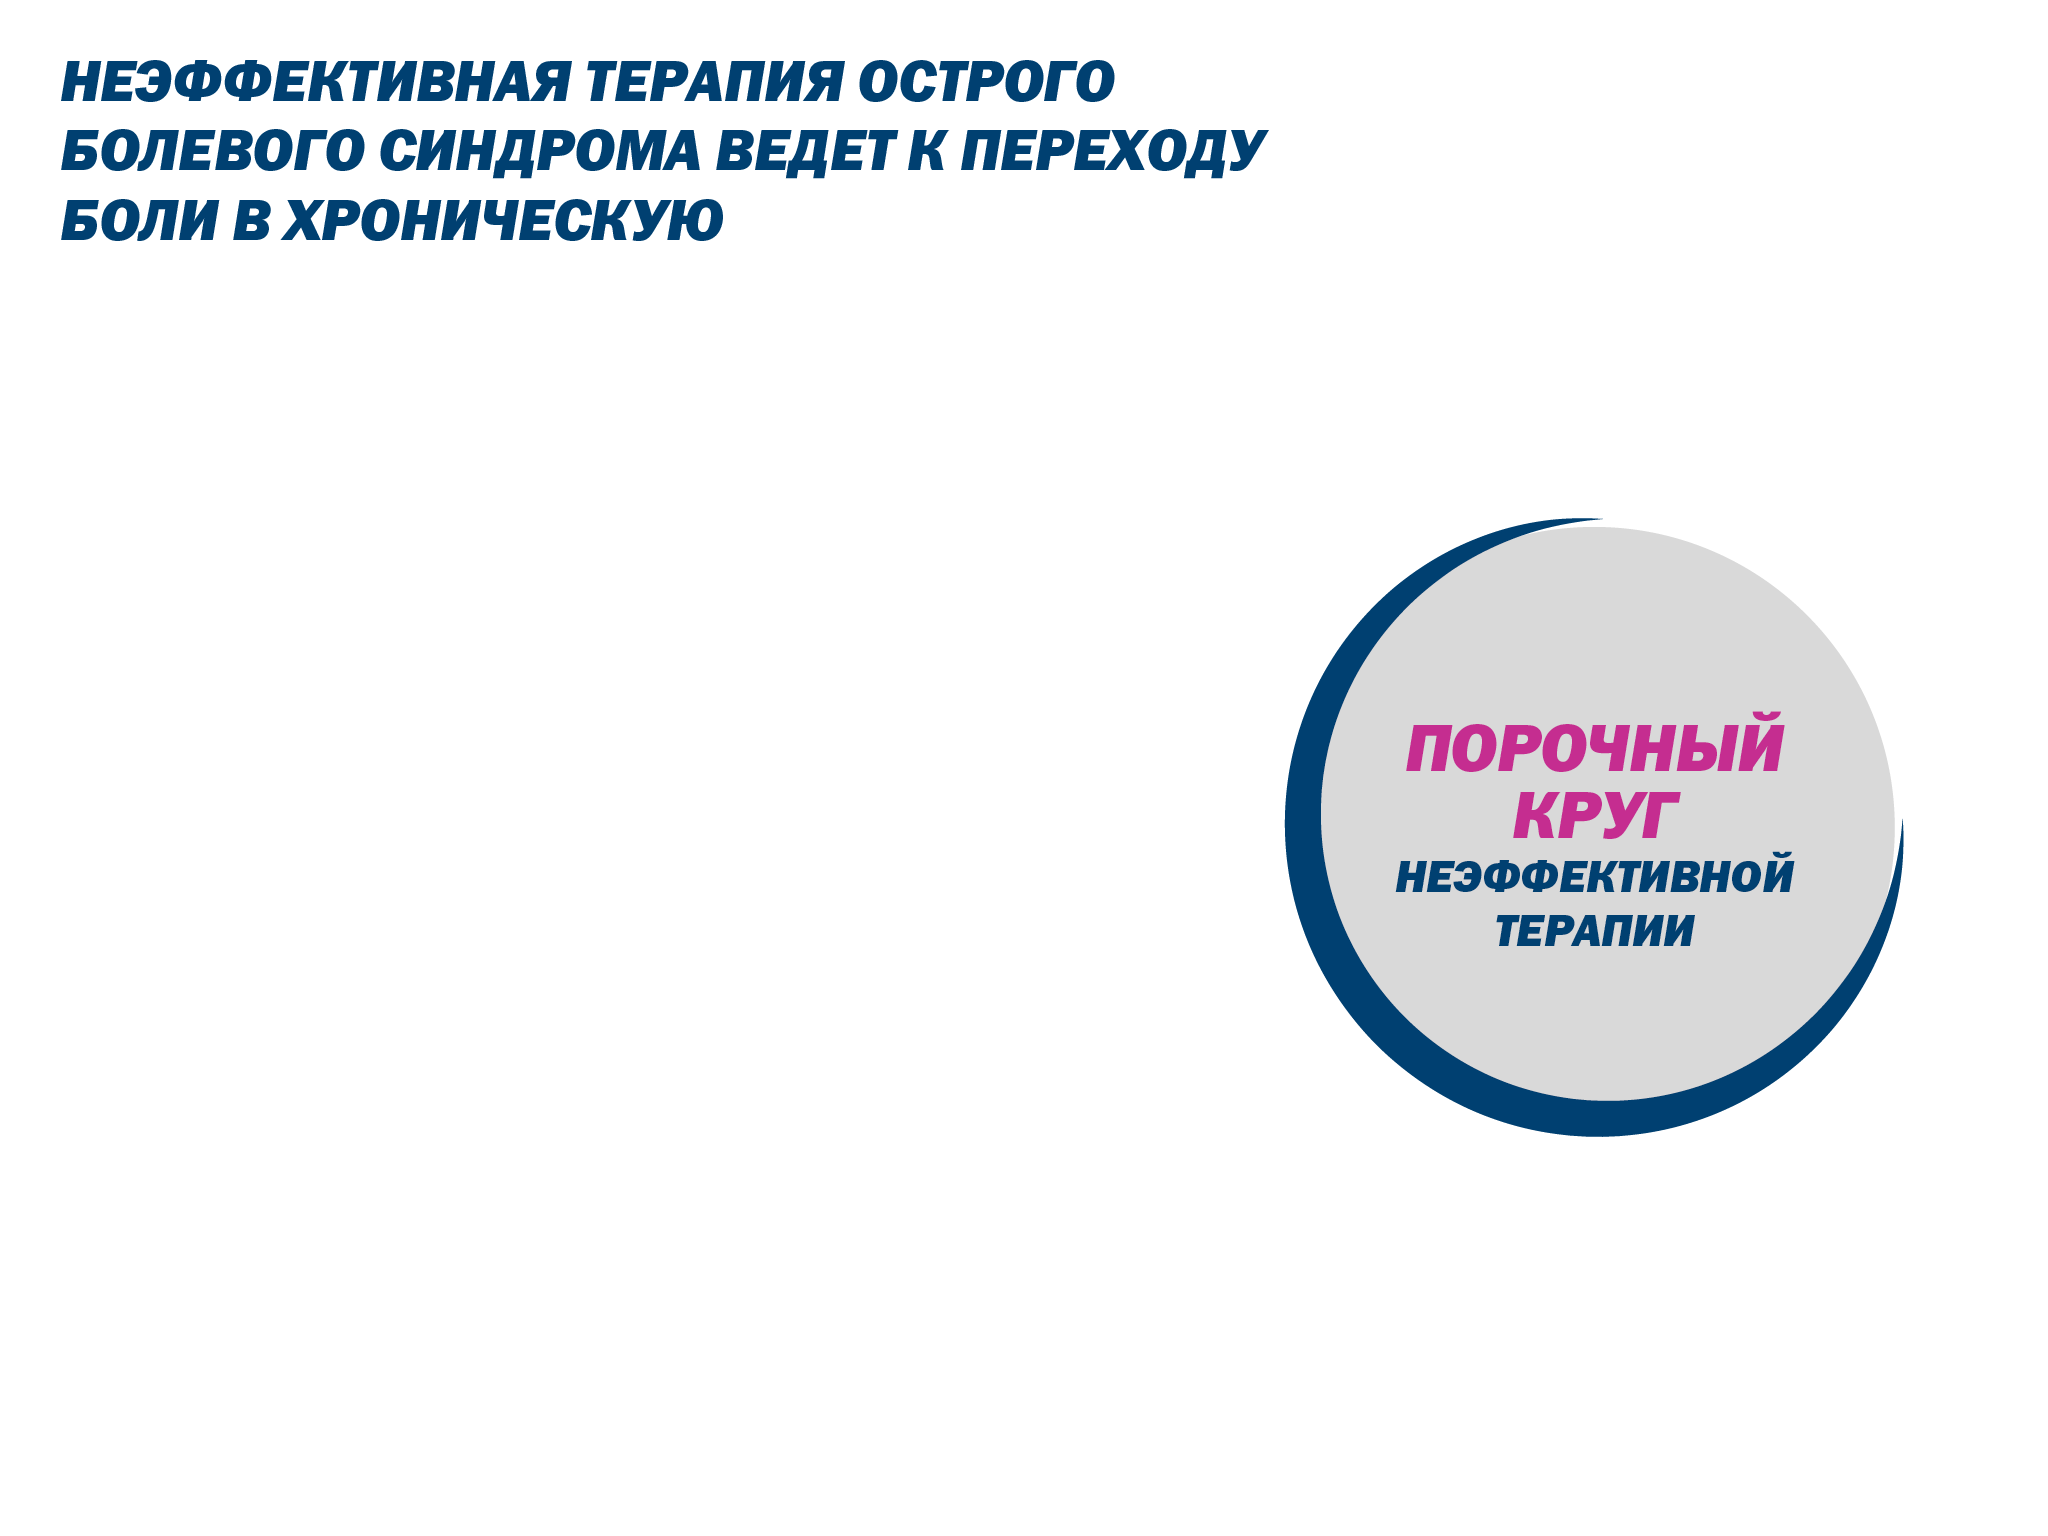 НЕЭФФЕКТИВНАЯ ТЕРАПИЯ ОСТРОГО
БОЛЕВОГО СИНДРОМА ВЕДЕТ К ПЕРЕХОДУ
БОЛИ В ХРОНИЧЕСКУЮ
ПОРОЧНЫЙ
КРУГ
НЕЭФФЕКТИВНОЙ
ТЕРАПИИ